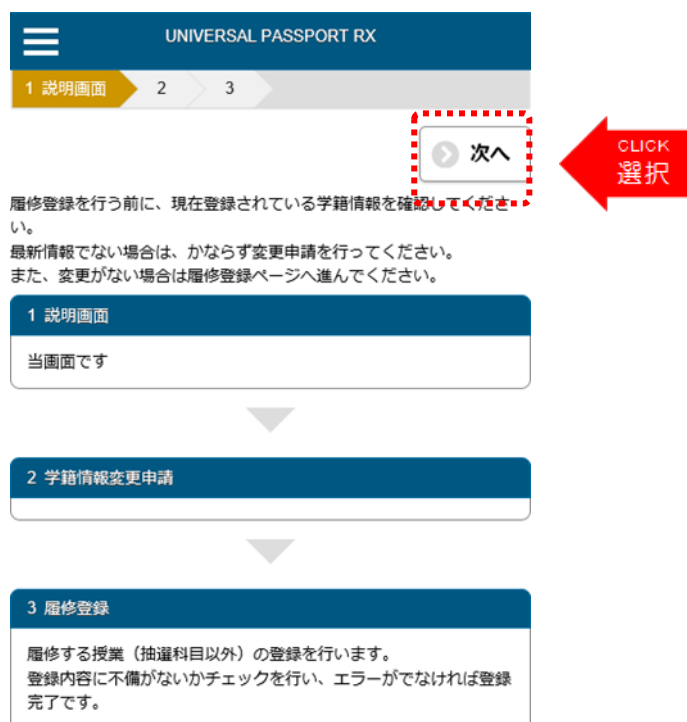 UNIVERSAL PASSPORT RX
1 説明画面 2 3
次へ
CLICK
選択
履修登録を行う前に、現在登録されている学籍情報を確認してくださ
い。
最新情報でない場合は、かならず変更申請を行ってください。
また、変更がない場合は履修登録ページへ進んでください。
1 説明画面
当画面です
2 学籍情報変更申請
3 履修登録
履修する授業（抽選科目以外）の登録を行います。
登録内容に不備がないかチェックを行い、エラーがでなければ登録
完了です。